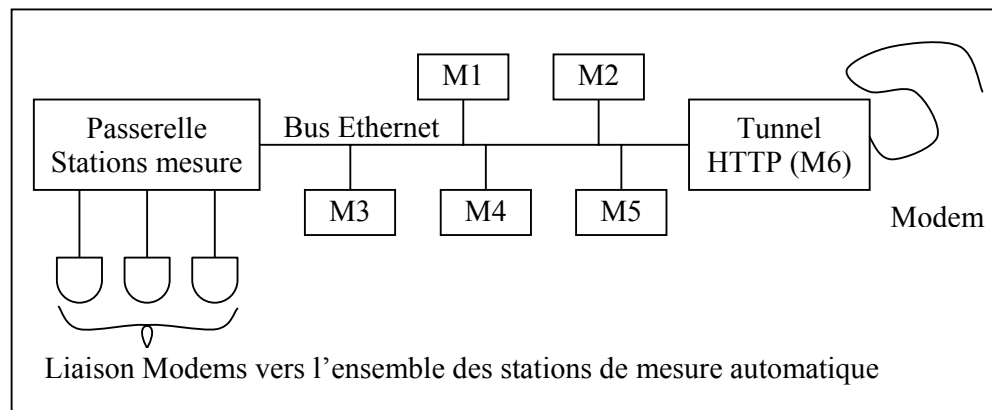 M1
M2
Passerelle
Stations mesure
Bus Ethernet
Tunnel
HTTP (M6)
M3
M4
M5
Modem
Liaison Modems vers l’ensemble des stations de mesure automatique